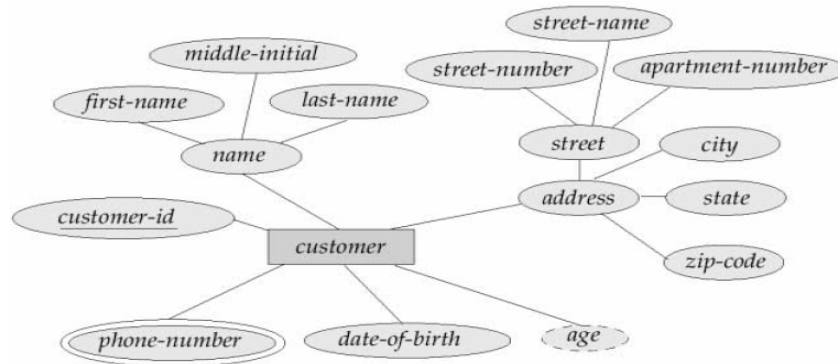 street-name
middle-initial
street-number
apartment-number
first-name
last-name
name
street
city
address
state
customer-id
customer
zip-code
phone-number
date-of-birth
age